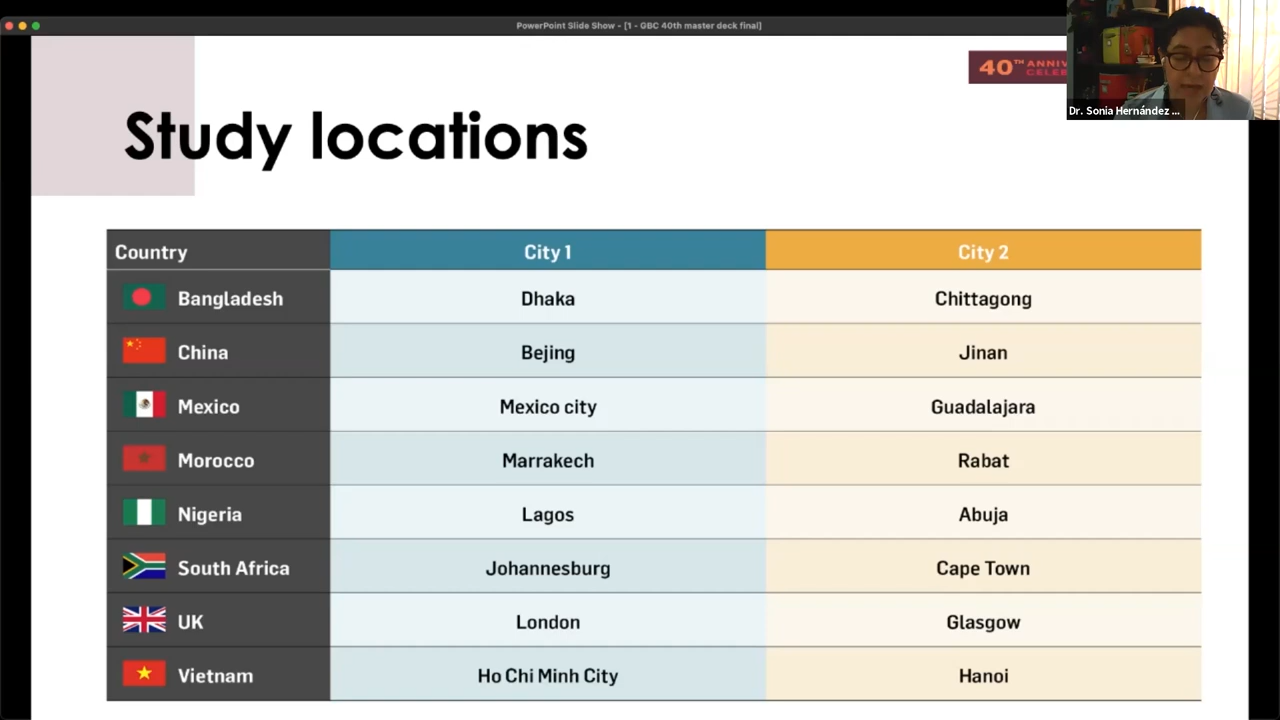 PowerPoint Slide Show - [1 - GBC 40th master deck final]
40TH
Dr. Sonia Hernández ...
Study locations
Country City 1 City 2
Bangladesh Dhaka Chittagong
China Bejing Jinan
Mexico Mexico city Guadalajara
Morocco Marrakech Rabat
Nigeria Lagos Abuja
South Africa Johannesburg Cape Town
UK London Glasgow
Vietnam Ho Chi Minh City Hanoi